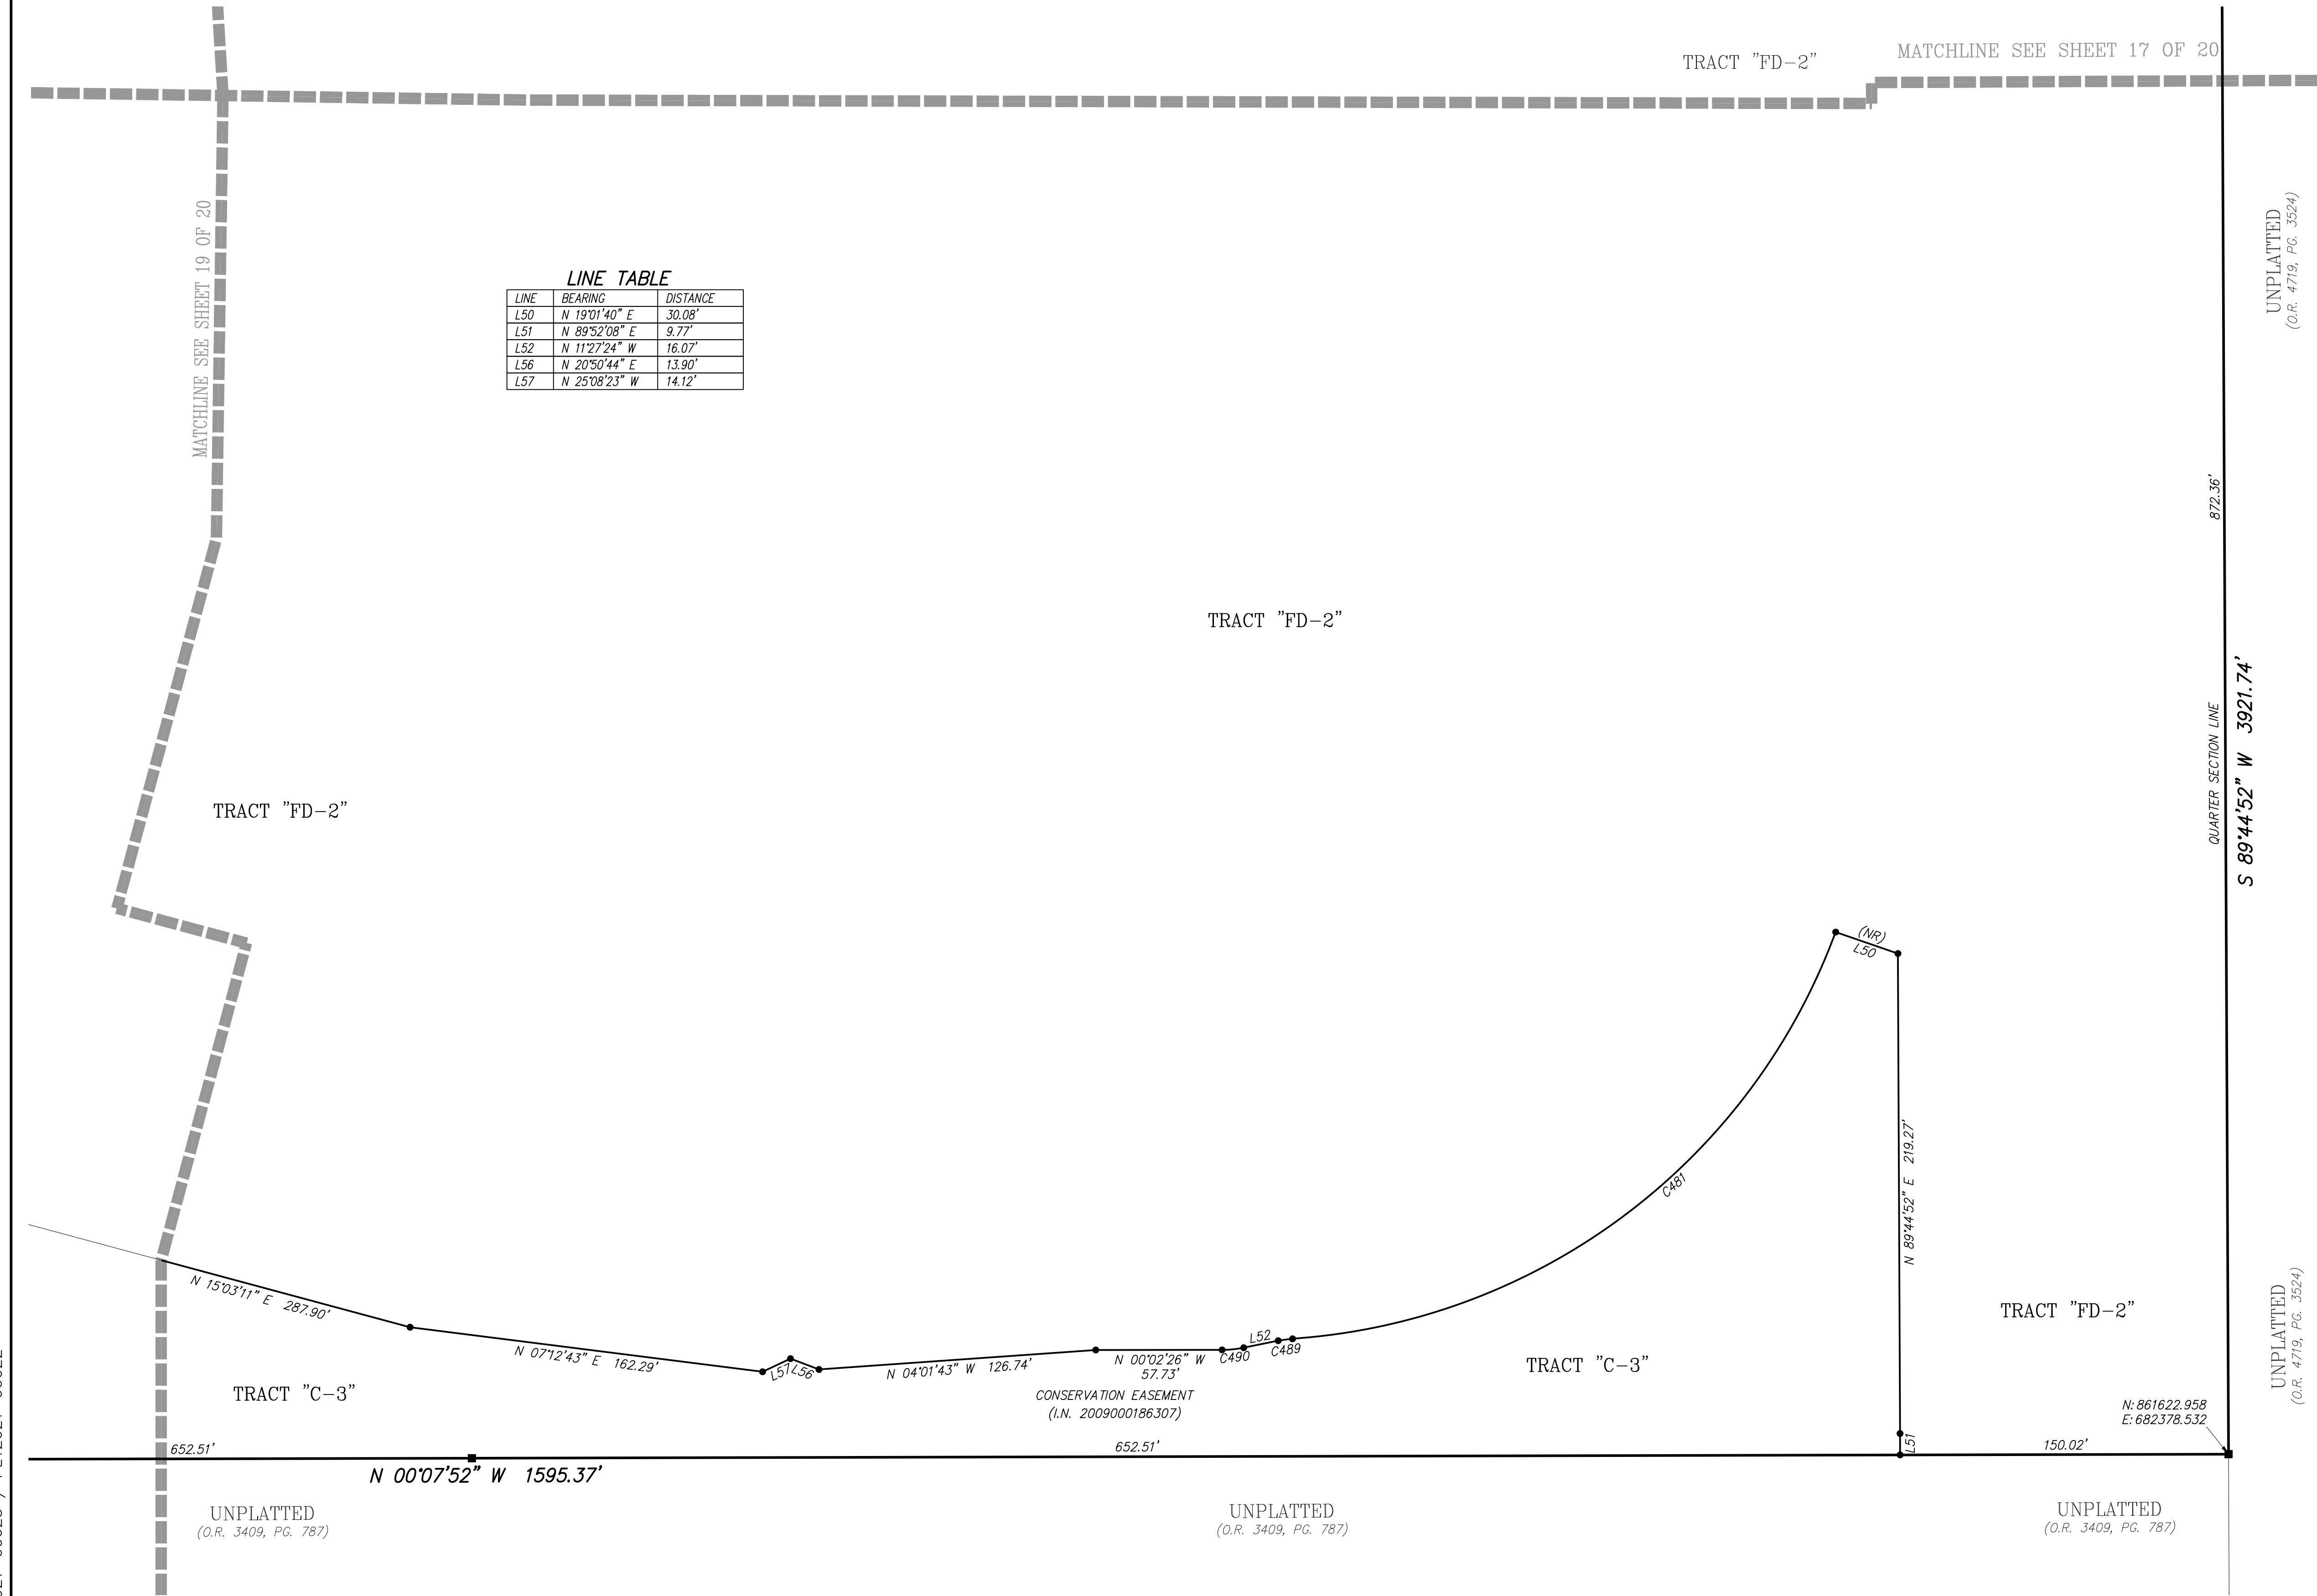 TRACT "FD-2"
MATCHLINE SEE SHEET 17 OF 20
MATCHLINE SEE SHEET 19 OF 20
UNPLATTED
(O.R. 4719, PG. 3524)
LINE TABLE
LINE BEARING DISTANCE
L50 N 19°01'40" E 30.08'
L51 N 89°52'08" E 9.77'
L52 N 11°27'24" W 16.07'
L56 N 20°50'44" E 13.90'
L57 N 25°08'23" W 14.12'
872.36'
TRACT "FD-2"
QUARTER SECTION LINE
S 89°44'52" W 3921.74'
TRACT "FD-2"
(NR)
L50
C481
N 89°44'52" E 219.27'
N 15°03'11" E 287.90'
N 07°12'43" E 162.29'
L57
L56
N 04°01'43" W 126.74'
N 00°02'26" W
57.73'
C490
L52
C489
TRACT "C-3"
TRACT "FD-2"
UNPLATTED
(O.R. 4719, PG. 3524)
TRACT "C-3"
CONSERVATION EASEMENT
(I.N. 2009000186307)
N: 861622.958
E: 682378.532
652.51'
652.51'
L51
150.02'
N 00°07'52" W 1595.37'
UNPLATTED
(O.R. 3409, PG. 787)
UNPLATTED
(O.R. 3409, PG. 787)
UNPLATTED
(O.R. 3409, PG. 787)